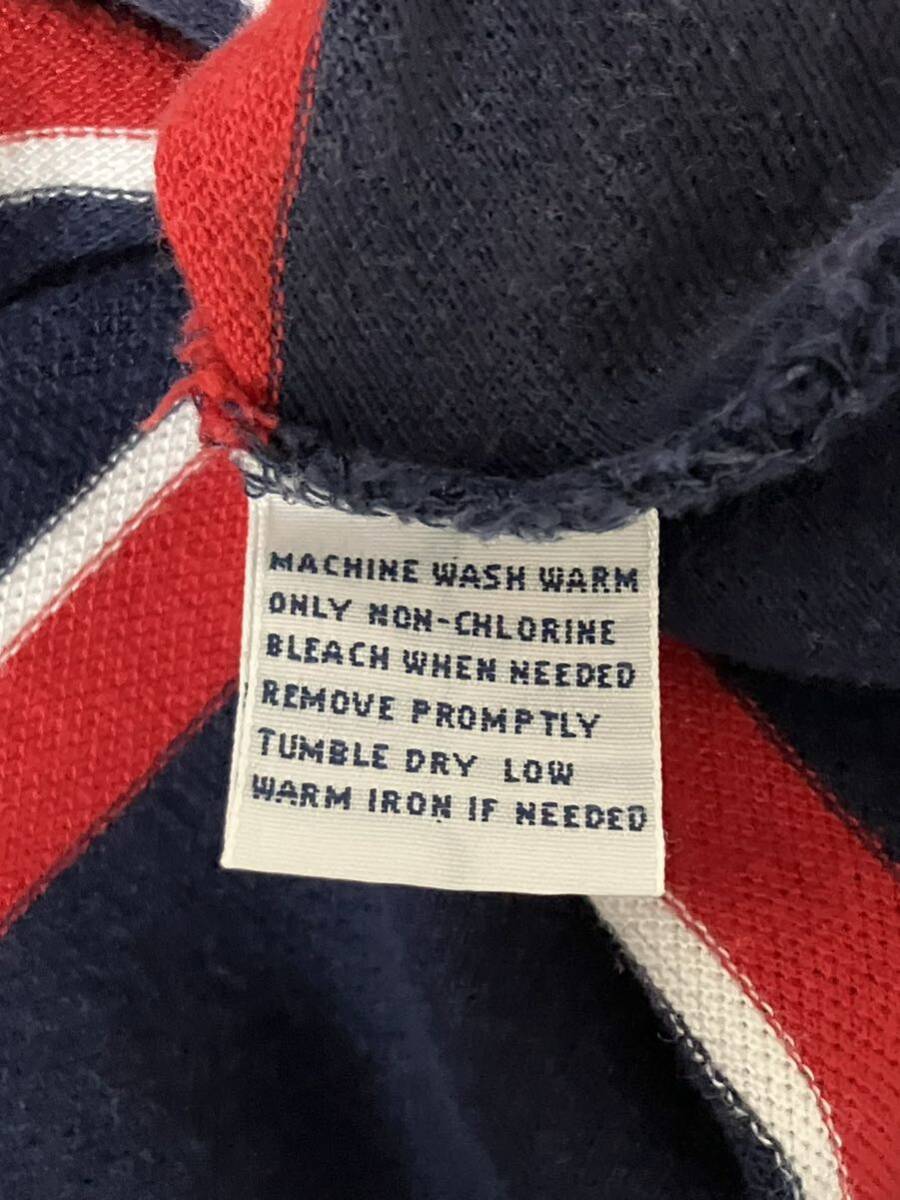 MACHINE WASH WARM
ONLY NON-CHLORINE
BLEACH WHEN NEEDED
REMOVE PROMPTLY
TUMBLE DRY LOW
WARM IRON IF NEEDED